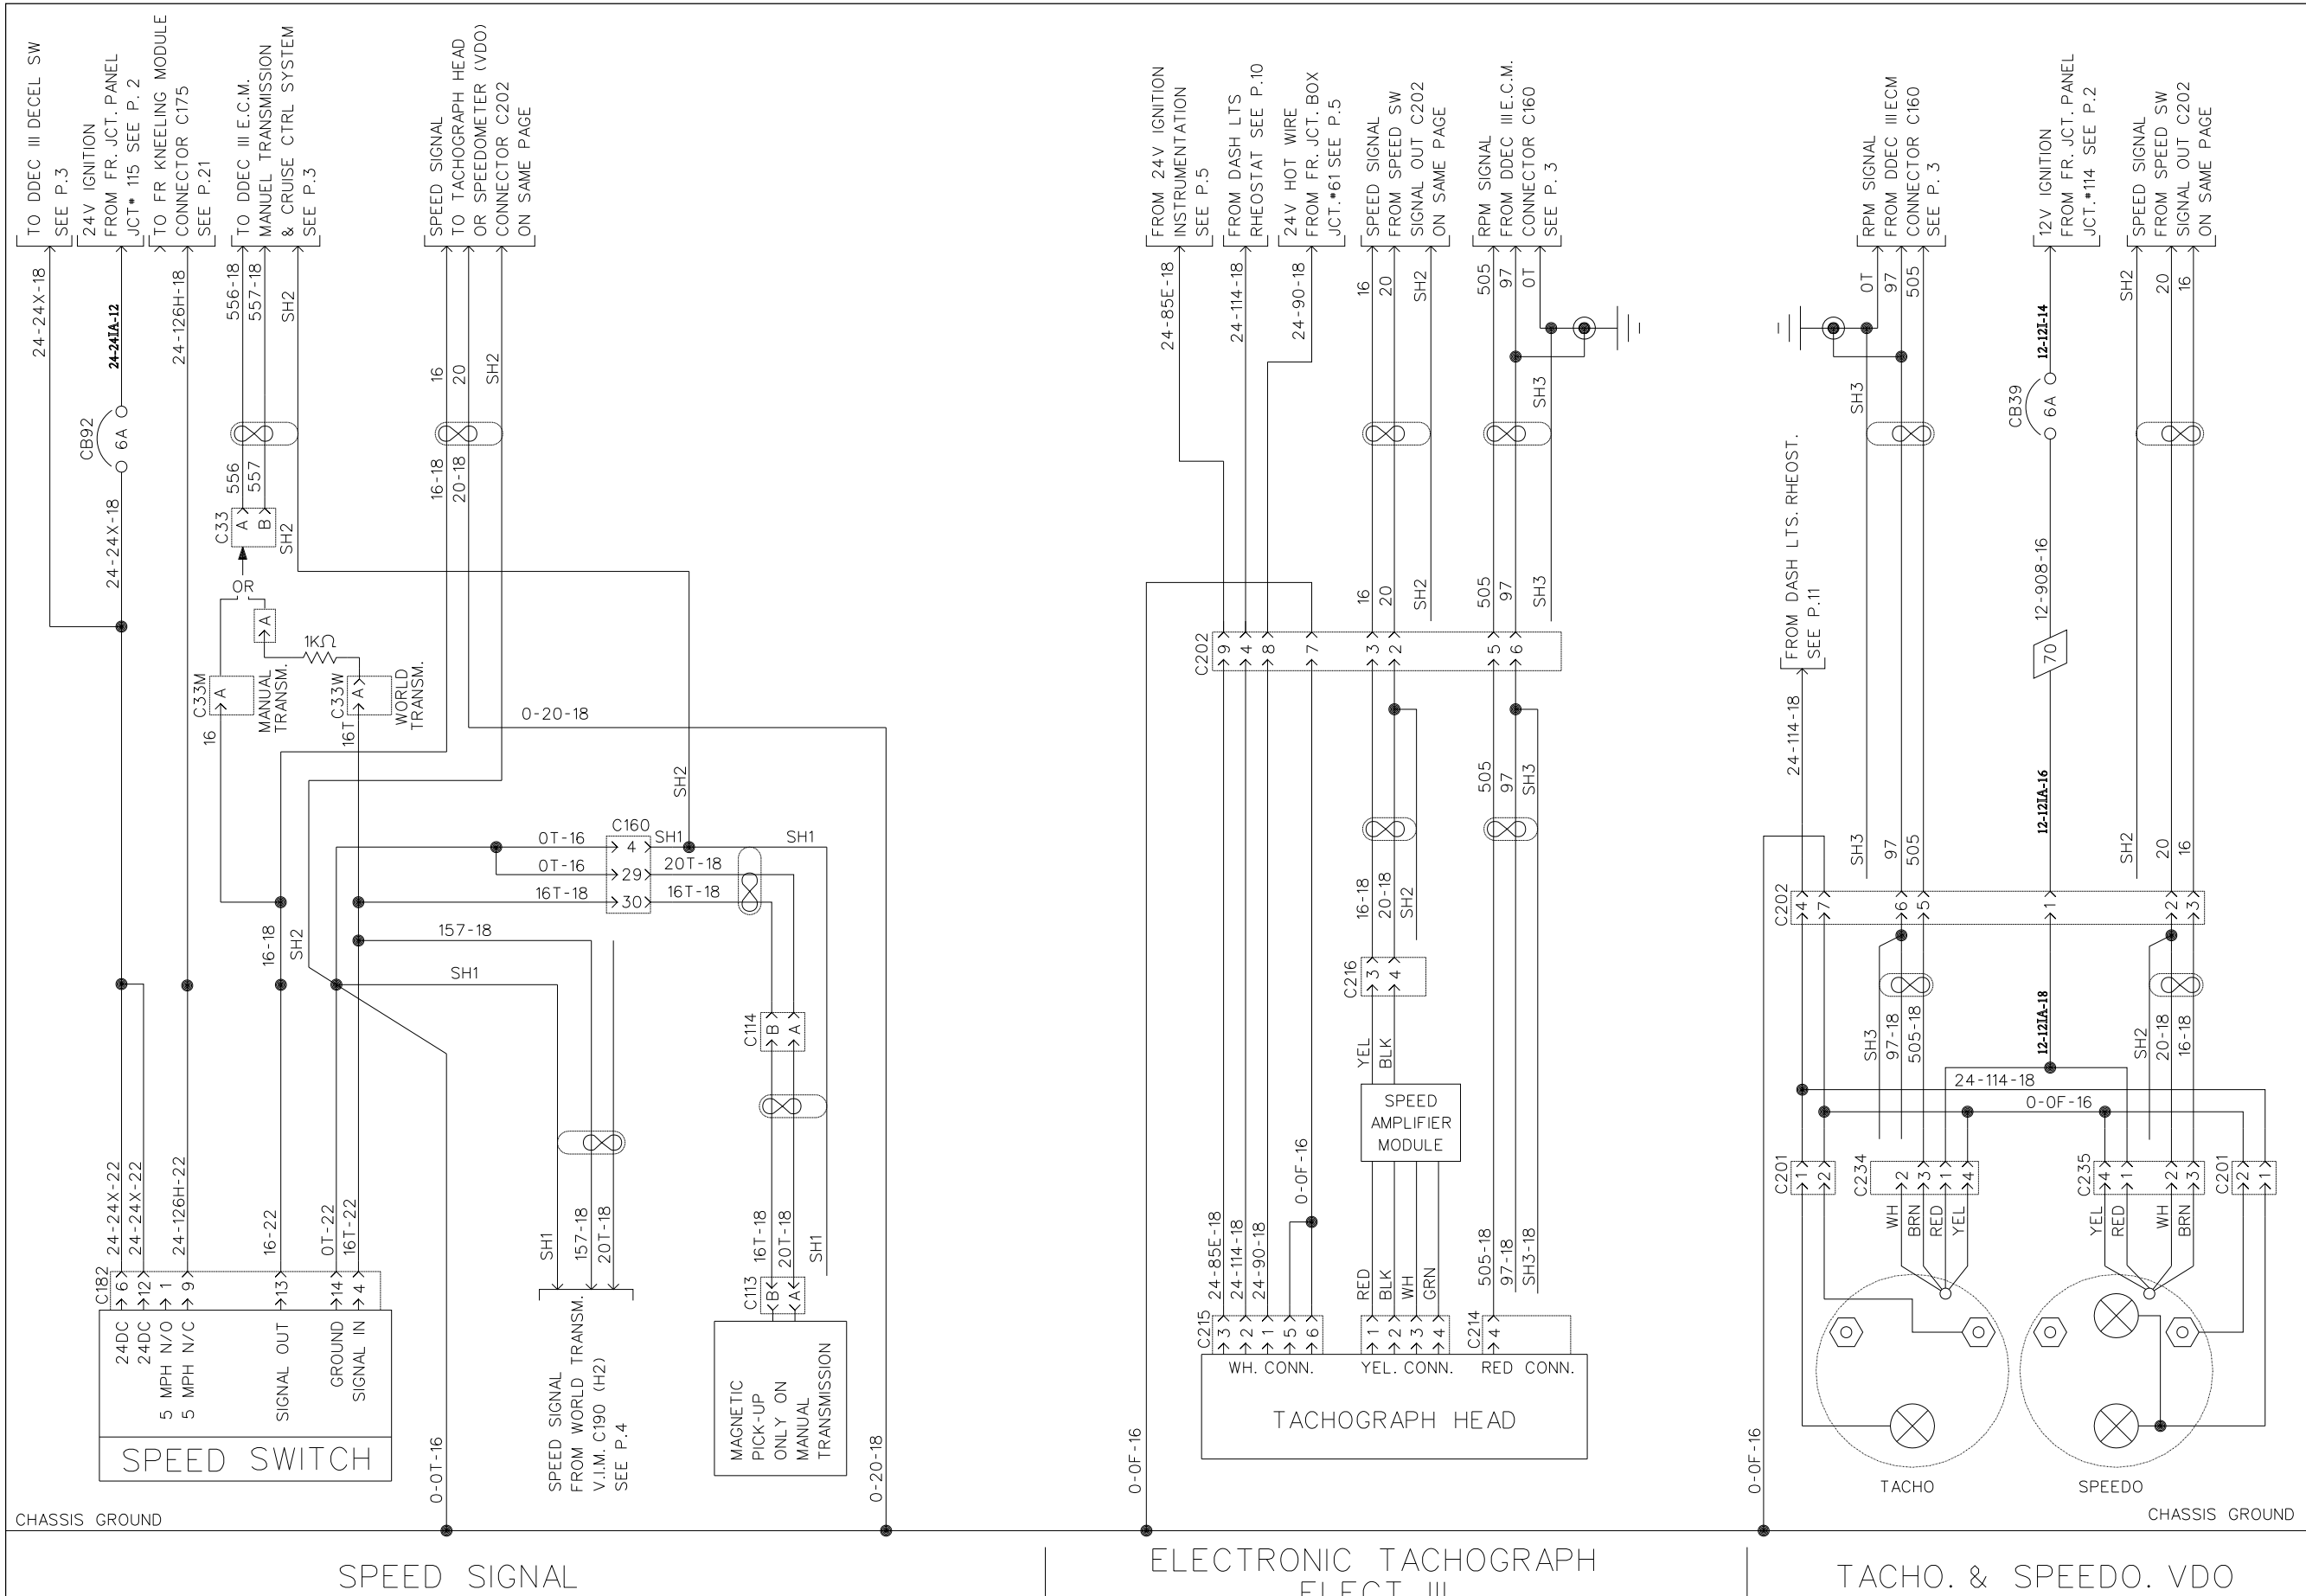 TO DDEC III DECEL SW
SEE P.3
24V IGNITION
FROM FR. JCT. PANEL
JCT* 115 SEE P. 2
TO FR KNEELING MODULE
CONNECTOR C175
SEE P.21
TO DDEC III E.C.M.
MANUEL TRANSMISSION
& CRUISE CTRL SYSTEM
SEE P.3
SPEED SIGNAL
TO TACHOGRAPH HEAD
OR SPEEDOMETER (VDO)
CONNECTOR C202
ON SAME PAGE
24-24X-18
24-24IA-12
24-126H-18
556-18
557-18
SH2
16
20
SH2
CB92
6A
24-24X-18
556
557
C33
A
B
SH2
OR
A
1KΩ
C33M
A
MANUAL
TRANSM.
C33W
A
WORLD
TRANSM.
16
16T
16-18
20-18
0-20-18
SH2
C160
0T-16
4
SH1
SH1
0T-16
29
20T-18
16T-18
30
16T-18
157-18
SH1
16-18
SH2
C114
B
A
24-24X-22
24-24X-22
24-126H-22
16-22
0T-22
16T-22
SH1
157-18
20T-18
16T-18
20T-18
SH1
C182
6
12
1
9
13
14
4
24DC
24DC
5 MPH N/O
5 MPH N/C
SIGNAL OUT
GROUND
SIGNAL IN
SPEED SWITCH
0-0T-16
SPEED SIGNAL
FROM WORLD TRANSM.
V.I.M. C190 (H2)
SEE P.4
C113
B
A
MAGNETIC
PICK-UP
ONLY ON
MANUAL
TRANSMISSION
0-20-18
CHASSIS GROUND
SPEED SIGNAL
FROM 24V IGNITION
INSTRUMENTATION
SEE P.5
FROM DASH LTS
RHEOSTAT SEE P.10
24V HOT WIRE
FROM FR. JCT. BOX
JCT.*61 SEE P.5
SPEED SIGNAL
FROM SPEED SW
SIGNAL OUT C202
ON SAME PAGE
RPM SIGNAL
FROM DDEC III E.C.M.
CONNECTOR C160
SEE P. 3
24-85E-18
24-114-18
24-90-18
16
20
SH2
505
97
0T
SH3
16
20
SH2
505
97
SH3
C202
9
4
8
7
3
2
5
6
505
97
SH3
16-18
20-18
SH2
C216
3
4
YEL
BLK
SPEED
AMPLIFIER
MODULE
0-0F-16
24-85E-18
24-114-18
24-90-18
RED
BLK
WH
GRN
505-18
97-18
SH3-18
C215
3
2
1
5
6
1
2
3
4
C214
4
WH. CONN.
YEL. CONN.
RED CONN.
TACHOGRAPH HEAD
0-0F-16
ELECTRONIC TACHOGRAPH
ELECT III
RPM SIGNAL
FROM DDEC III ECM
CONNECTOR C160
SEE P. 3
12V IGNITION
FROM FR. JCT. PANEL
JCT.*114 SEE P.2
SPEED SIGNAL
FROM SPEED SW
SIGNAL OUT C202
ON SAME PAGE
0T
97
505
12-12I-14
SH2
20
16
SH3
CB39
6A
FROM DASH LTS. RHEOST.
SEE P.11
12-908-16
70
24-114-18
12-12IA-16
SH3
97
505
SH2
20
16
C202
4
7
6
5
1
2
3
SH3
97-18
505-18
12-12IA-18
SH2
20-18
16-18
24-114-18
0-0F-16
C201
1
2
C234
2
3
1
4
C235
4
1
2
3
C201
2
1
WH
BRN
RED
YEL
YEL
RED
WH
BRN
0-0F-16
TACHO
SPEEDO
CHASSIS GROUND
TACHO. & SPEEDO. VDO